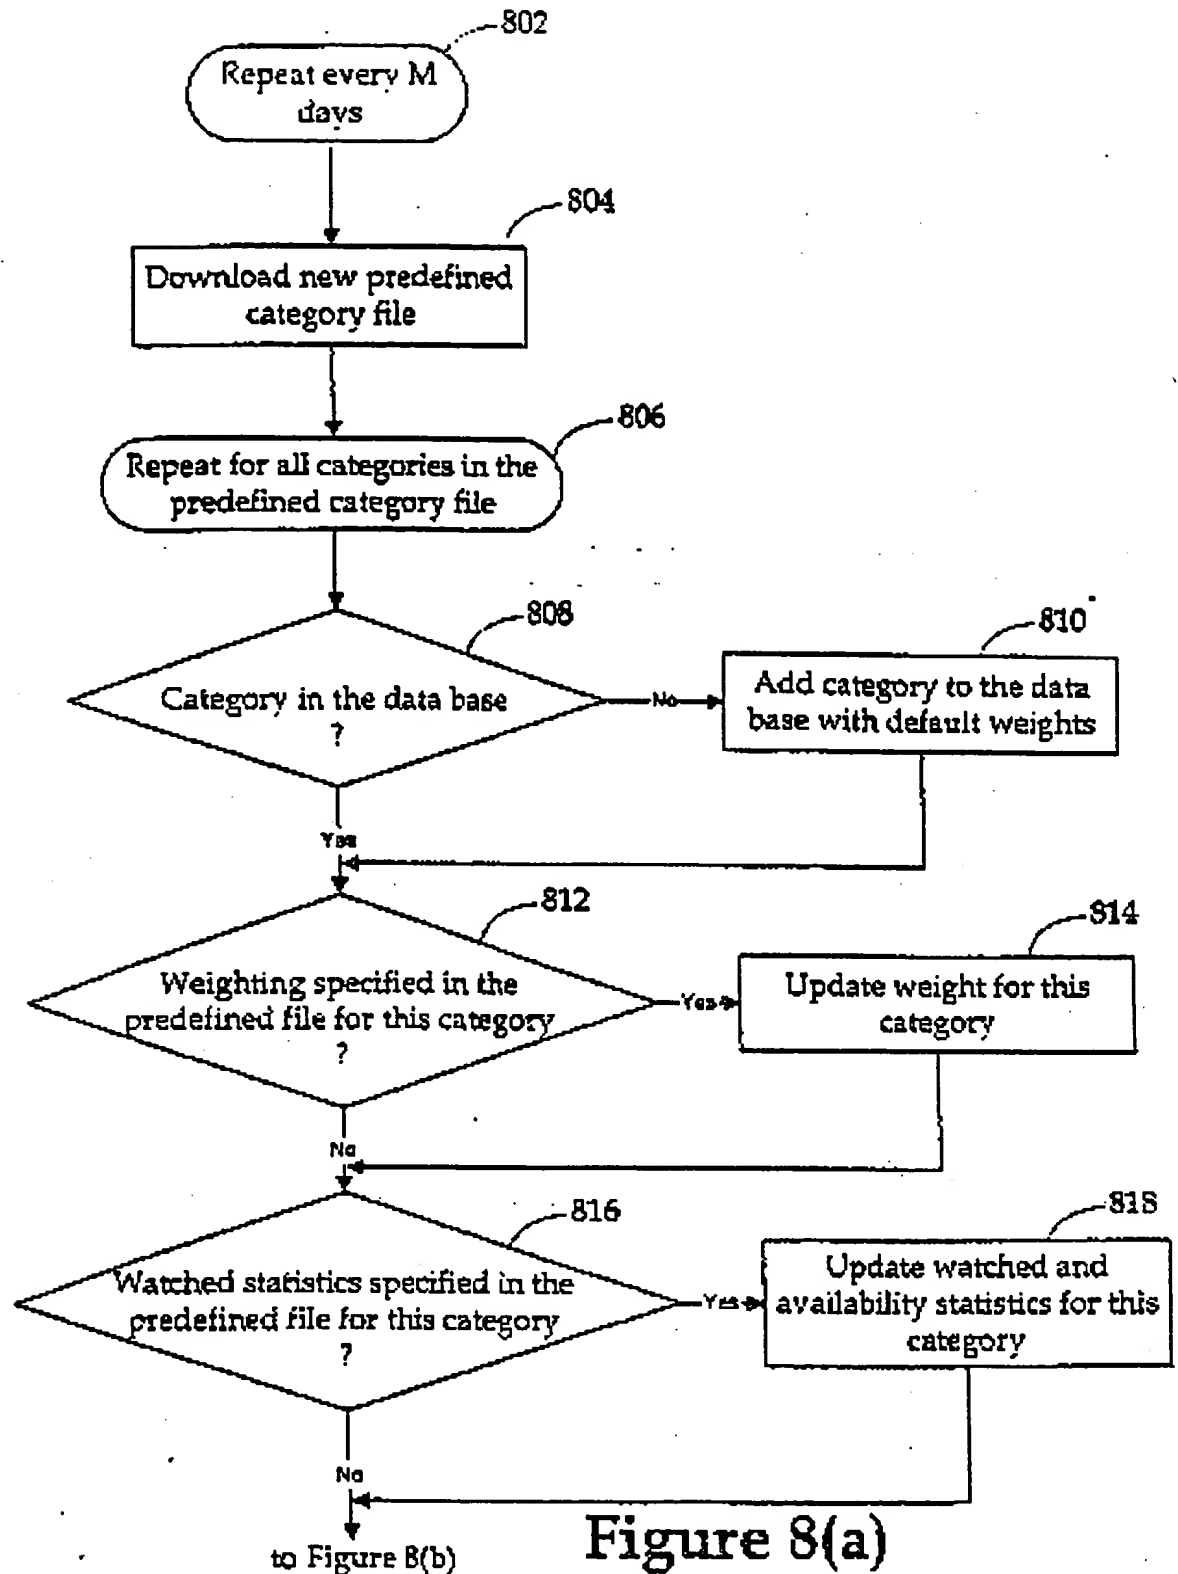 802
Repeat every M
days
804
Download new predefined
category file
806
Repeat for all categories in the
predefined category file
808
Category in the data base
?
No
810
Add category to the data
base with default weights
Yes
812
Weighting specified in the
predefined file for this category
?
Yes
814
Update weight for this
category
No
816
Watched statistics specified in the
predefined file for this category
?
Yes
818
Update watched and
availability statistics for this
category
No
to Figure 8(b)
Figure 8(a)